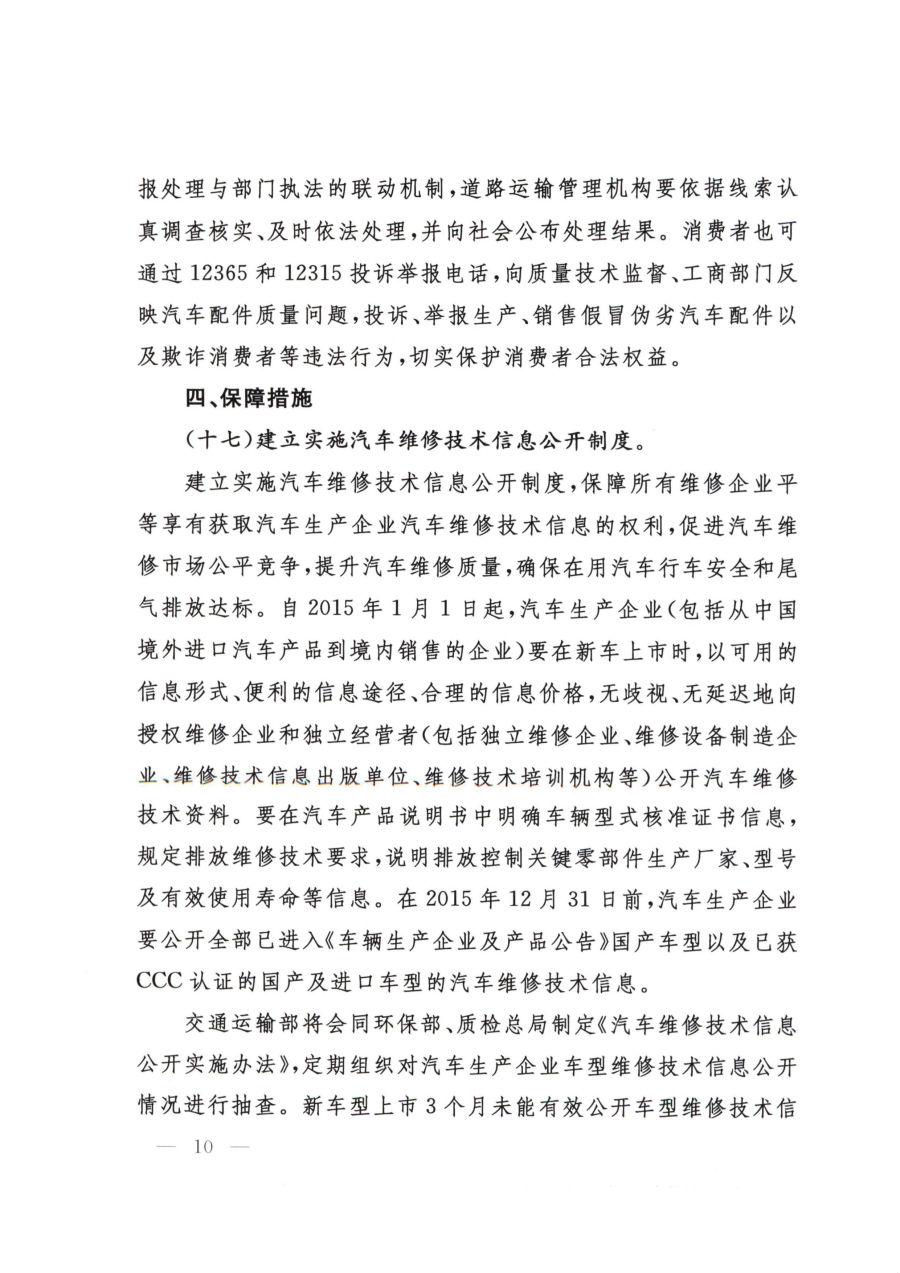 报处理与部门执法的联动机制,道路运输管理机构要依据线索认
真调查核实、及时依法处理,并向社会公布处理结果。消费者也可
通过12365和12315投诉举报电话,向质量技术监督、工商部门反
映汽车配件质量问题,投诉、举报生产、销售假冒伪劣汽车配件以
及欺诈消费者等违法行为,切实保护消费者合法权益。
四、保障措施
(十七)建立实施汽车维修技术信息公开制度。
建立实施汽车维修技术信息公开制度,保障所有维修企业平
等享有获取汽车生产企业汽车维修技术信息的权利,促进汽车维
修市场公平竞争,提升汽车维修质量,确保在用汽车行车安全和尾
气排放达标。自2015年1月1日起,汽车生产企业(包括从中国
境外进口汽车产品到境内销售的企业)要在新车上市时,以可用的
信息形式、便利的信息途径、合理的信息价格,无歧视、无延迟地向
授权维修企业和独立经营者(包括独立维修企业、维修设备制造企
业、维修技术信息出版单位、维修技术培训机构等)公开汽车维修
技术资料。要在汽车产品说明书中明确车辆型式核准证书信息,
规定排放维修技术要求,说明排放控制关键零部件生产厂家、型号
及有效使用寿命等信息。在2015年12月31日前,汽车生产企业
要公开全部已进入《车辆生产企业及产品公告》国产车型以及已获
CCC认证的国产及进口车型的汽车维修技术信息。
交通运输部将会同环保部、质检总局制定《汽车维修技术信息
公开实施办法》,定期组织对汽车生产企业车型维修技术信息公开
情况进行抽查。新车型上市3个月未能有效公开车型维修技术信
— 10 —